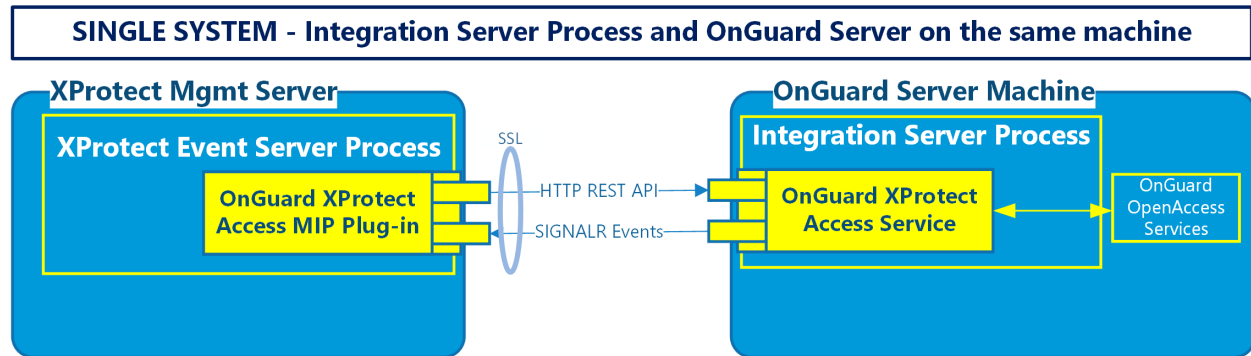 SINGLE SYSTEM - Integration Server Process and OnGuard Server on the same machine
XProtect Mgmt Server
XProtect Event Server Process
OnGuard XProtect
Access MIP Plug-in
SSL
HTTP REST API
SIGNALR Events
OnGuard Server Machine
Integration Server Process
OnGuard XProtect
Access Service
OnGuard
OpenAccess
Services